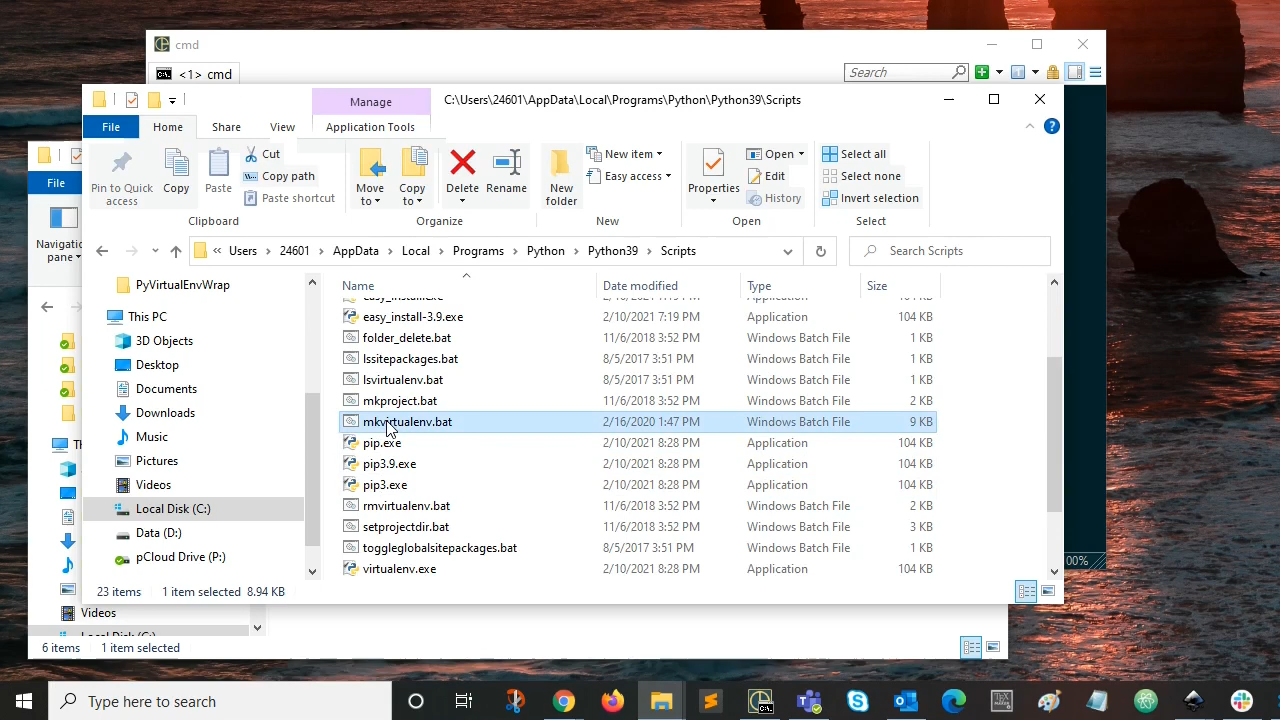 cmd
<1> cmd
Search
Manage
C:\Users\24601\AppData\Local\Programs\Python\Python39\Scripts
File
Home
Share
View
Application Tools
File
Pin to Quick access
Copy
Paste
Cut
Copy path
Paste shortcut
Move to
Copy to
Delete
Rename
New folder
New item
Easy access
Properties
Open
Edit
History
Select all
Select none
Invert selection
Clipboard
Organize
New
Open
Select
Navigation pane
Users
24601
AppData
Local
Programs
Python
Python39
Scripts
Search Scripts
Name
Date modified
Type
Size
PyVirtualEnvWrap
This PC
3D Objects
Desktop
Documents
Downloads
Music
Pictures
Videos
Local Disk (C:)
Data (D:)
pCloud Drive (P:)
easy_install-3.9.exe 2/10/2021 7:19 PM Application 104 KB
folder_delete.bat 11/6/2018 3:52 PM Windows Batch File 1 KB
lssitepackages.bat 8/5/2017 3:51 PM Windows Batch File 1 KB
lsvirtualenv.bat 8/5/2017 3:51 PM Windows Batch File 1 KB
mkproject.bat 11/6/2018 3:52 PM Windows Batch File 2 KB
mkvirtualenv.bat 2/16/2020 1:47 PM Windows Batch File 9 KB
pip.exe 2/10/2021 8:28 PM Application 104 KB
pip3.9.exe 2/10/2021 8:28 PM Application 104 KB
pip3.exe 2/10/2021 8:28 PM Application 104 KB
rmvirtualenv.bat 11/6/2018 3:52 PM Windows Batch File 2 KB
setprojectdir.bat 11/6/2018 3:52 PM Windows Batch File 3 KB
toggleglobalsitepackages.bat 8/5/2017 3:51 PM Windows Batch File 1 KB
virtualenv.exe 2/10/2021 8:28 PM Application 104 KB
23 items
1 item selected 8.94 KB
00%
Videos
6 items
1 item selected
Type here to search